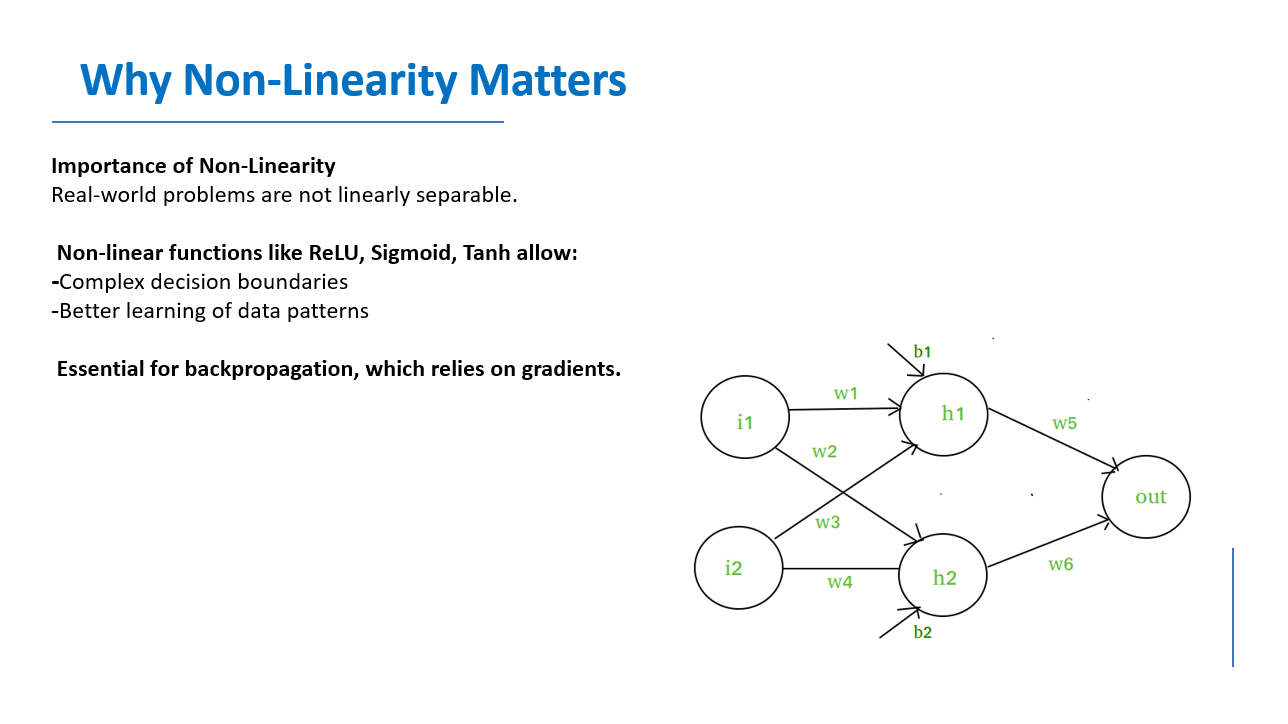 Why Non-Linearity Matters
Importance of Non-Linearity
Real-world problems are not linearly separable.
Non-linear functions like ReLU, Sigmoid, Tanh allow:
-Complex decision boundaries
-Better learning of data patterns
Essential for backpropagation, which relies on gradients.
b1
w1
i1
h1
w5
w2
out
w3
w6
i2
h2
w4
b2